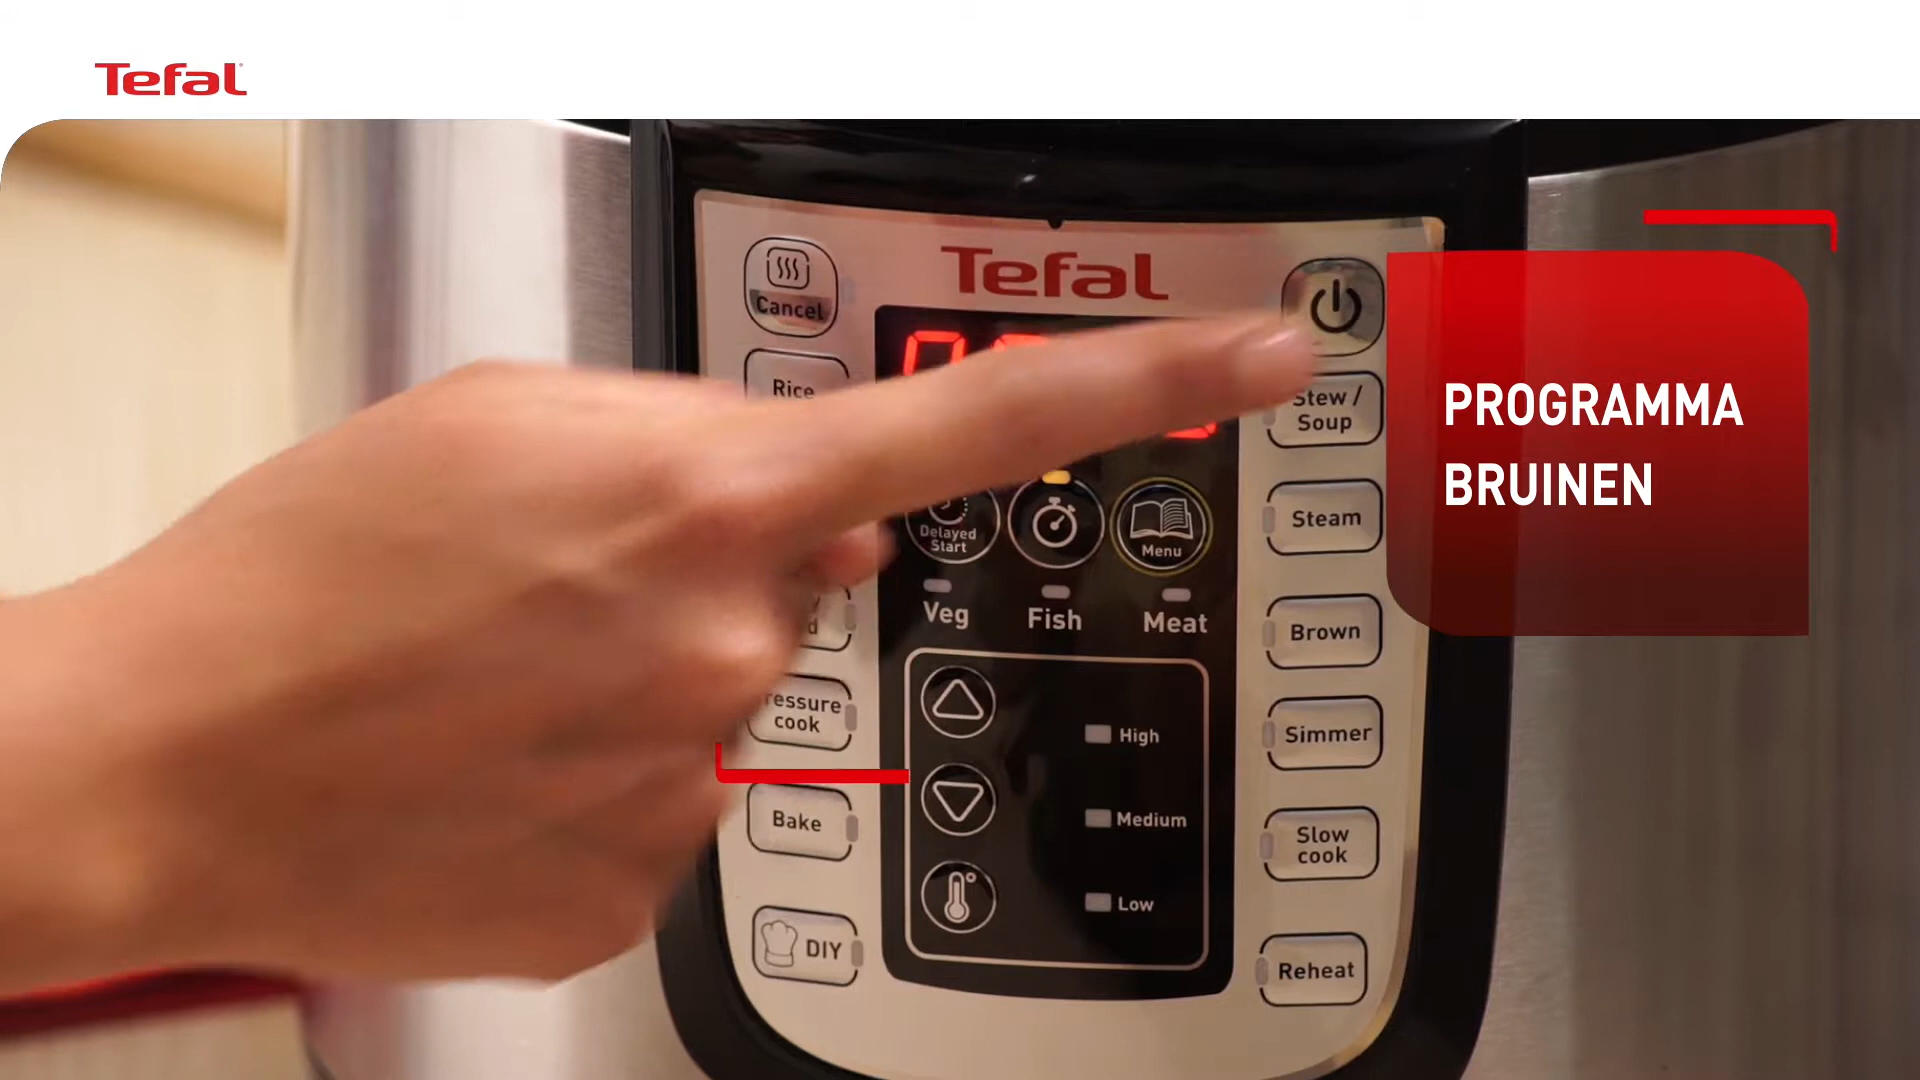 Tefal
Tefal
Cancel
Rice
Stew /
Soup
Delayed
Start
Menu
Steam
Veg
Fish
Meat
Brown
cook
High
Simmer
Bake
Medium
Slow
cook
Low
DIY
Reheat
PROGRAMMA
BRUINEN